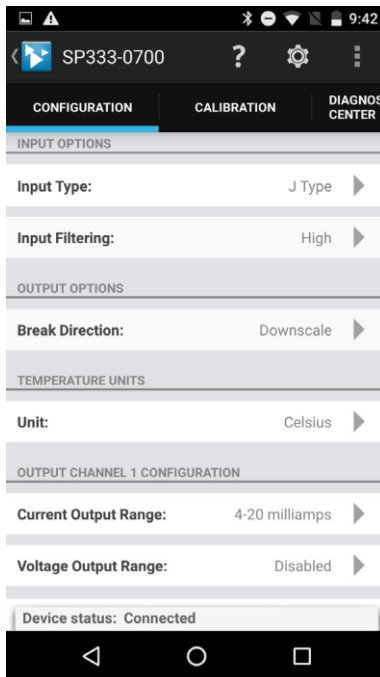 9:42
SP333-0700 ?
CONFIGURATION CALIBRATION DIAGNOS
CENTER
INPUT OPTIONS
Input Type: J Type
Input Filtering: High
OUTPUT OPTIONS
Break Direction: Downscale
TEMPERATURE UNITS
Unit: Celsius
OUTPUT CHANNEL 1 CONFIGURATION
Current Output Range: 4-20 milliamps
Voltage Output Range: Disabled
Device status: Connected